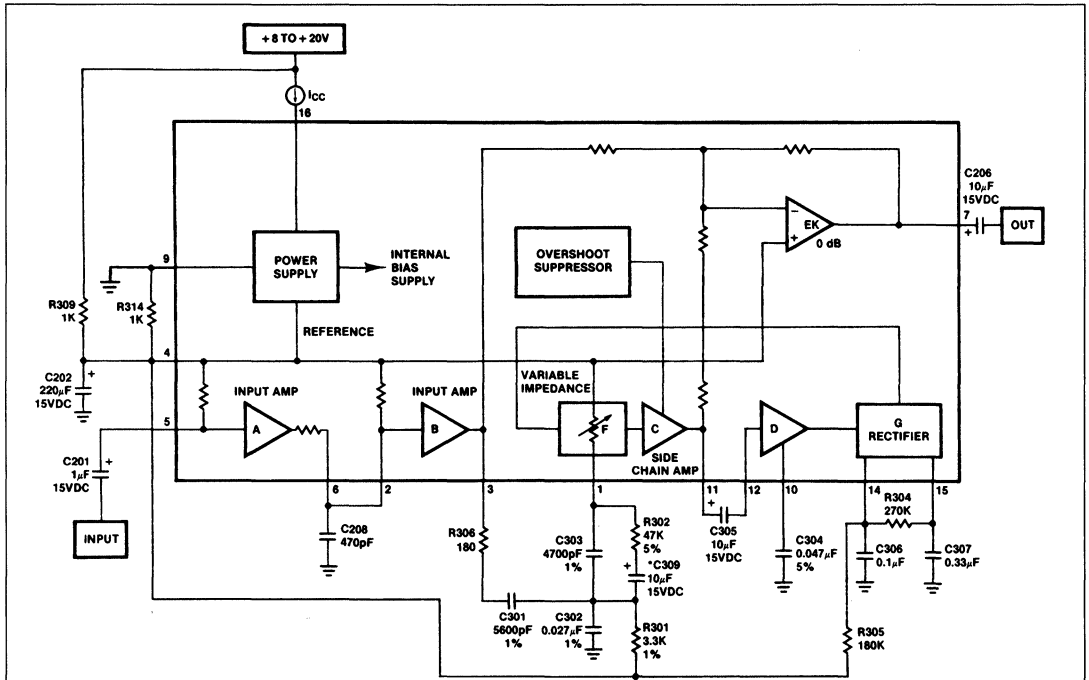 +8 TO +20V
ICC
16
C206
10µF
15VDC
7
+
OUT
−
EK
+
0 dB
OVERSHOOT
SUPPRESSOR
9
POWER
SUPPLY
INTERNAL
BIAS
SUPPLY
R309
1K
R314
1K
REFERENCE
4
C202
220µF
15VDC
+
INPUT AMP
A
INPUT AMP
B
VARIABLE
IMPEDANCE
F
C
SIDE
CHAIN AMP
D
G
RECTIFIER
5
C201
1µF
15VDC
+
INPUT
6
2
3
1
11
12
10
14
15
C208
470pF
R306
180
C303
4700pF
1%
R302
47K
5%
+
*C309
10µF
15VDC
+
C305
10µF
15VDC
C304
0.047µF
5%
R304
270K
C306
0.1µF
C307
0.33µF
C301
5600pF
1%
C302
0.027µF
1%
R301
3.3K
1%
R305
180K